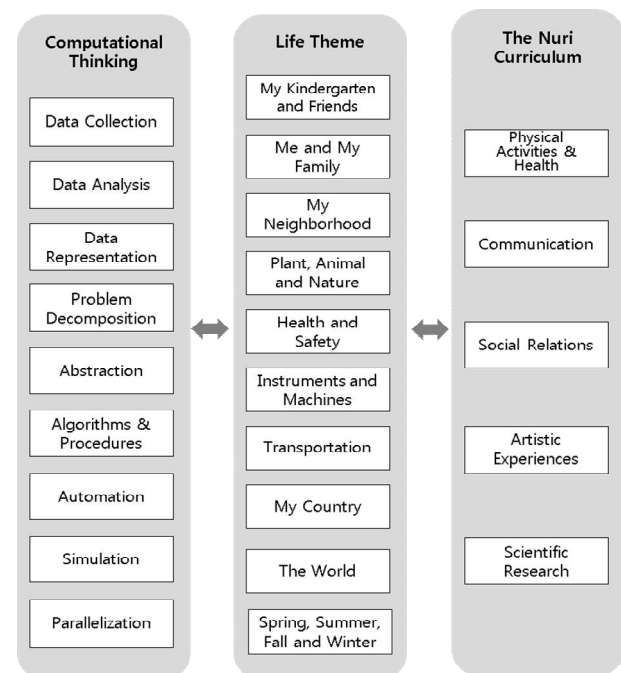 Computational
Thinking
Data Collection
Data Analysis
Data
Representation
Problem
Decomposition
Abstraction
Algorithms &
Procedures
Automation
Simulation
Parallelization
Life Theme
My Kindergarten
and Friends
Me and My
Family
My
Neighborhood
Plant, Animal
and Nature
Health and
Safety
Instruments and
Machines
Transportation
My Country
The World
Spring, Summer,
Fall and Winter
The Nuri
Curriculum
Physical
Activities &
Health
Communication
Social Relations
Artistic
Experiences
Scientific
Research